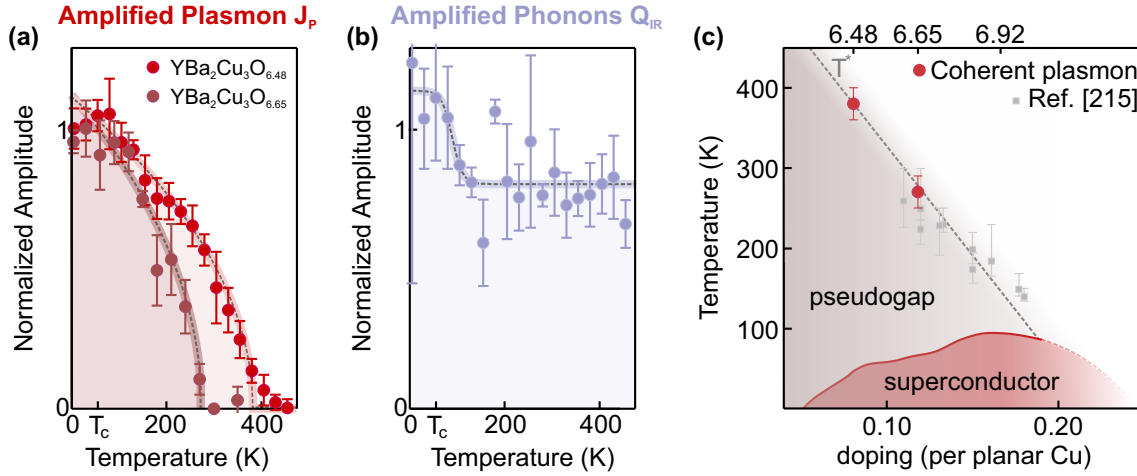 Amplified Plasmon J_P
(a)
YBa₂Cu₃O₆.₄₈
YBa₂Cu₃O₆.₆₅
Normalized Amplitude
1
0
0 T_c 200 400
Temperature (K)
Amplified Phonons Q_IR
(b)
Normalized Amplitude
1
0
0 T_c 200 400
Temperature (K)
(c)
6.48 6.65 6.92
T*
Coherent plasmon
Ref. [215]
Temperature (K)
400
300
200
100
pseudogap
superconductor
0.10 0.20
doping (per planar Cu)